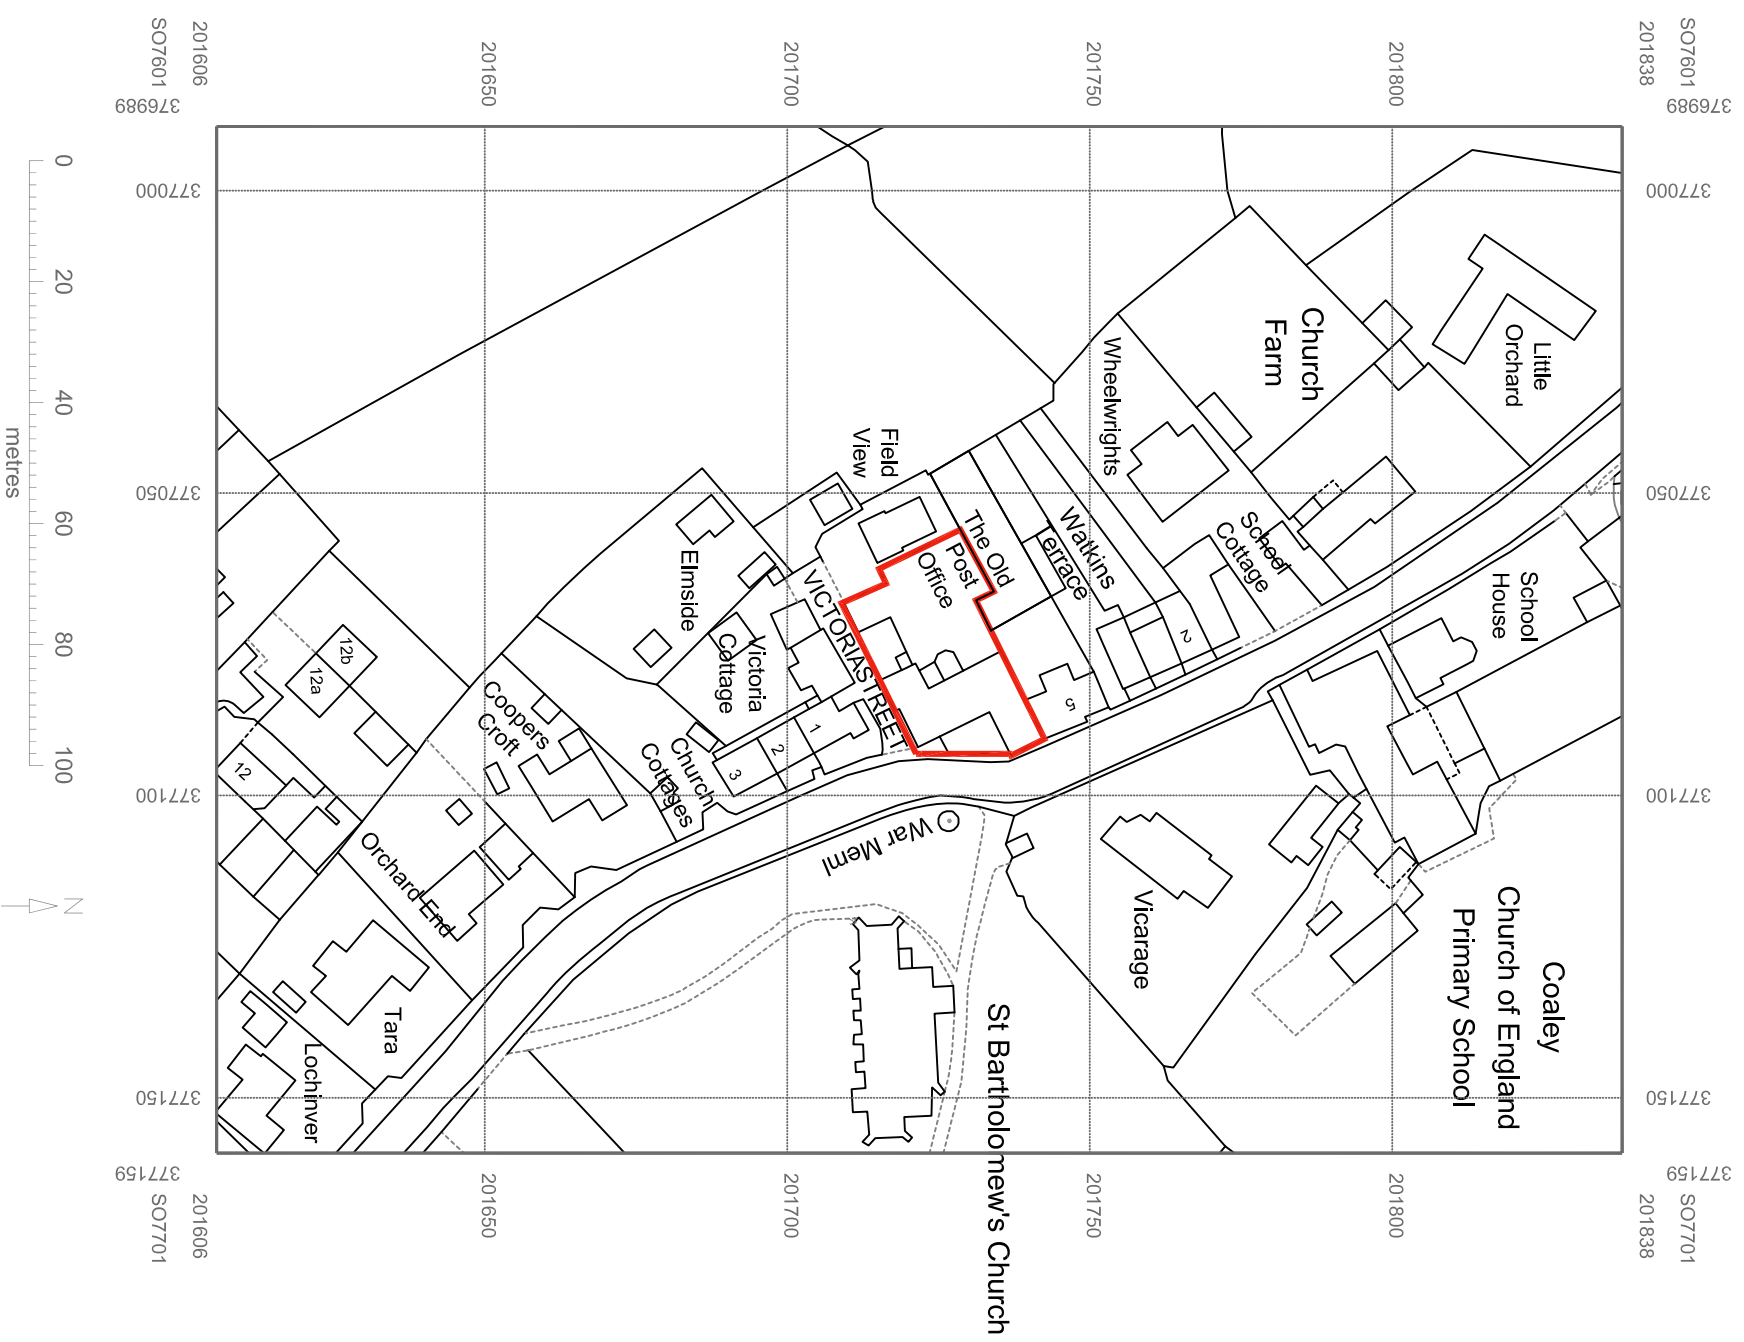 SO7601
201606
201650
201700
201750
201800
201838
SO7601
376989
376989
377000
377000
377050
377050
377100
377100
377150
377150
377159
377159
SO7701
201606
201650
201700
201750
201800
201838
SO7701
0
20
40
60
80
100
metres
N
Little
Orchard
Church
Farm
Wheelwrights
School
Cottage
Watkins
Terrace
2
5
The Old
Post
Office
Field
View
VICTORIA STREET
Elmside
Victoria
Cottage
1
2
3
Church
Cottages
Coopers
Croft
12b
12a
12
Orchard End
Tara
Lochinver
School
House
War Meml
Vicarage
Coaley
Church of England
Primary School
St Bartholomew's Church